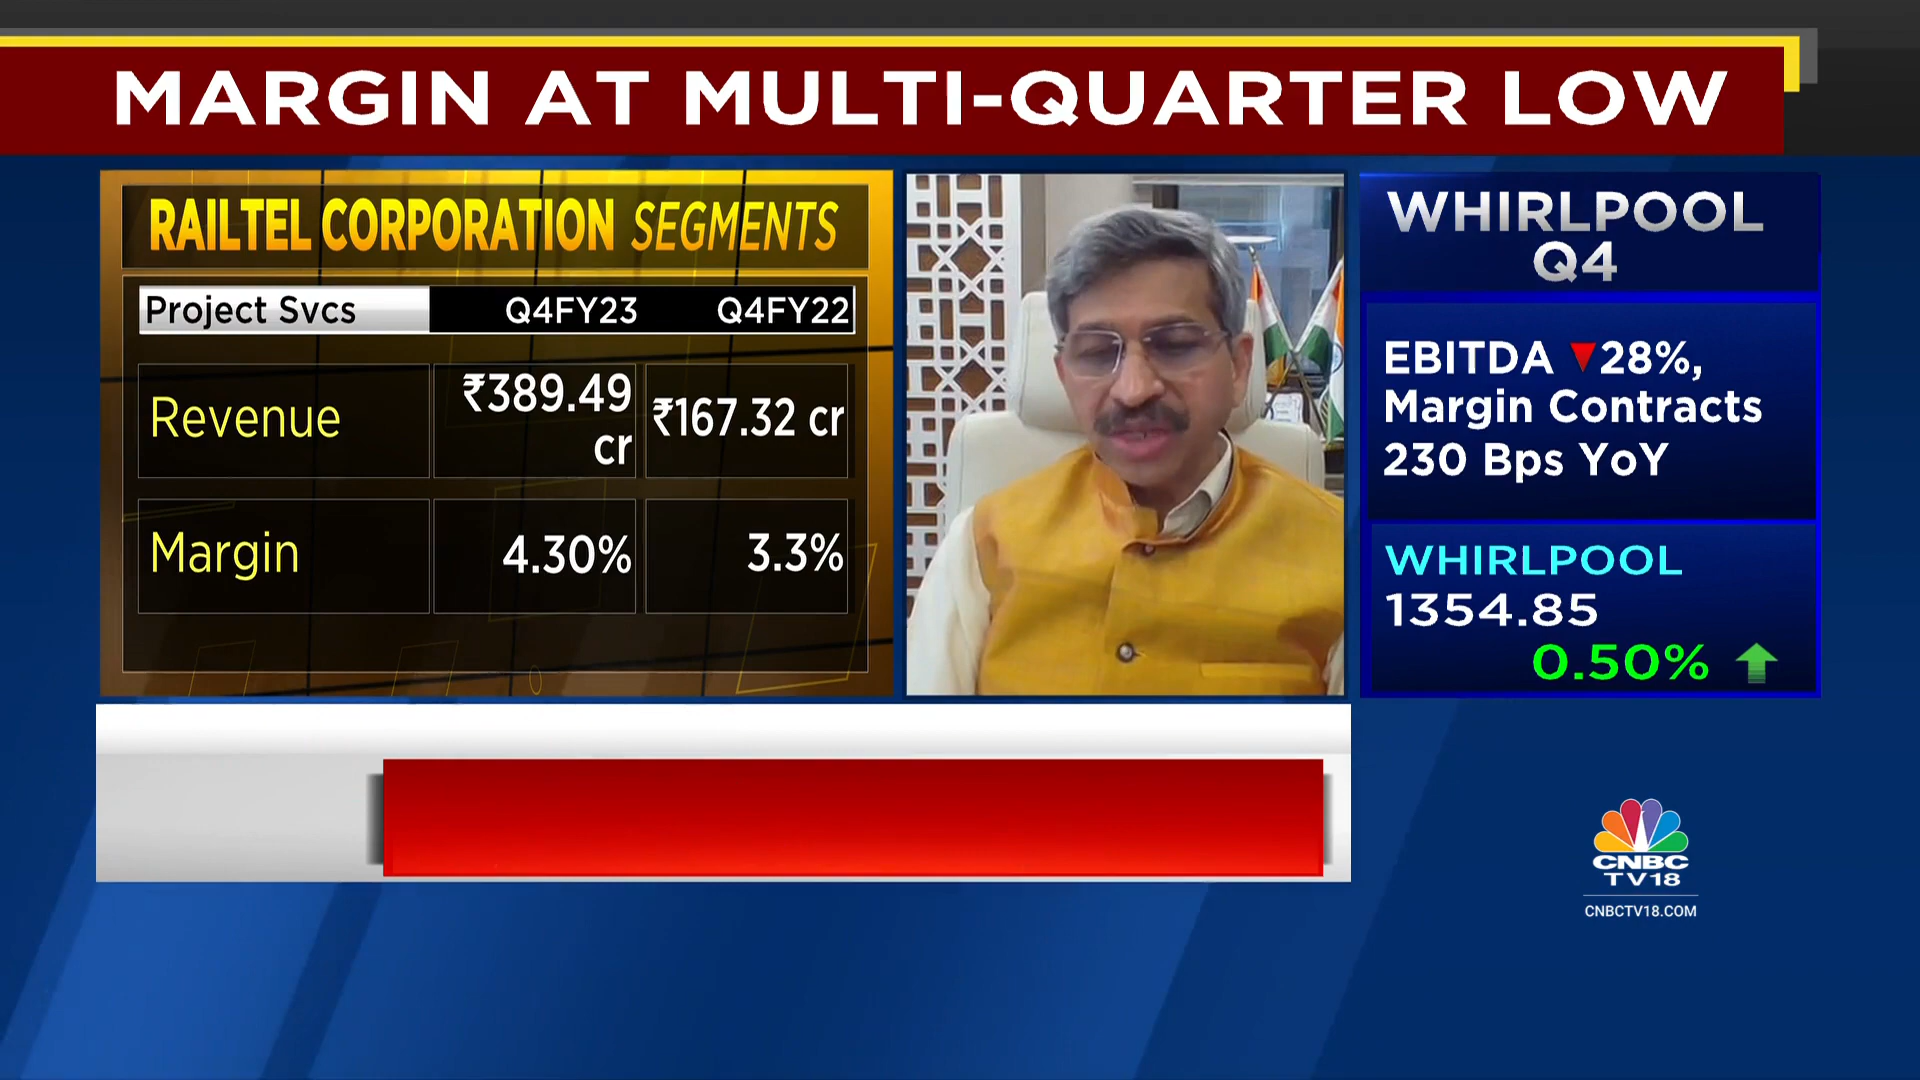 MARGIN AT MULTI-QUARTER LOW
RAILTEL CORPORATION SEGMENTS
Project Svcs Q4FY23 Q4FY22
Revenue ₹389.49 cr ₹167.32 cr
Margin 4.30% 3.3%
WHIRLPOOL
Q4
EBITDA ▼28%,
Margin Contracts
230 Bps YoY
WHIRLPOOL
1354.85
0.50%
CNBC
TV18
CNBCTV18.COM